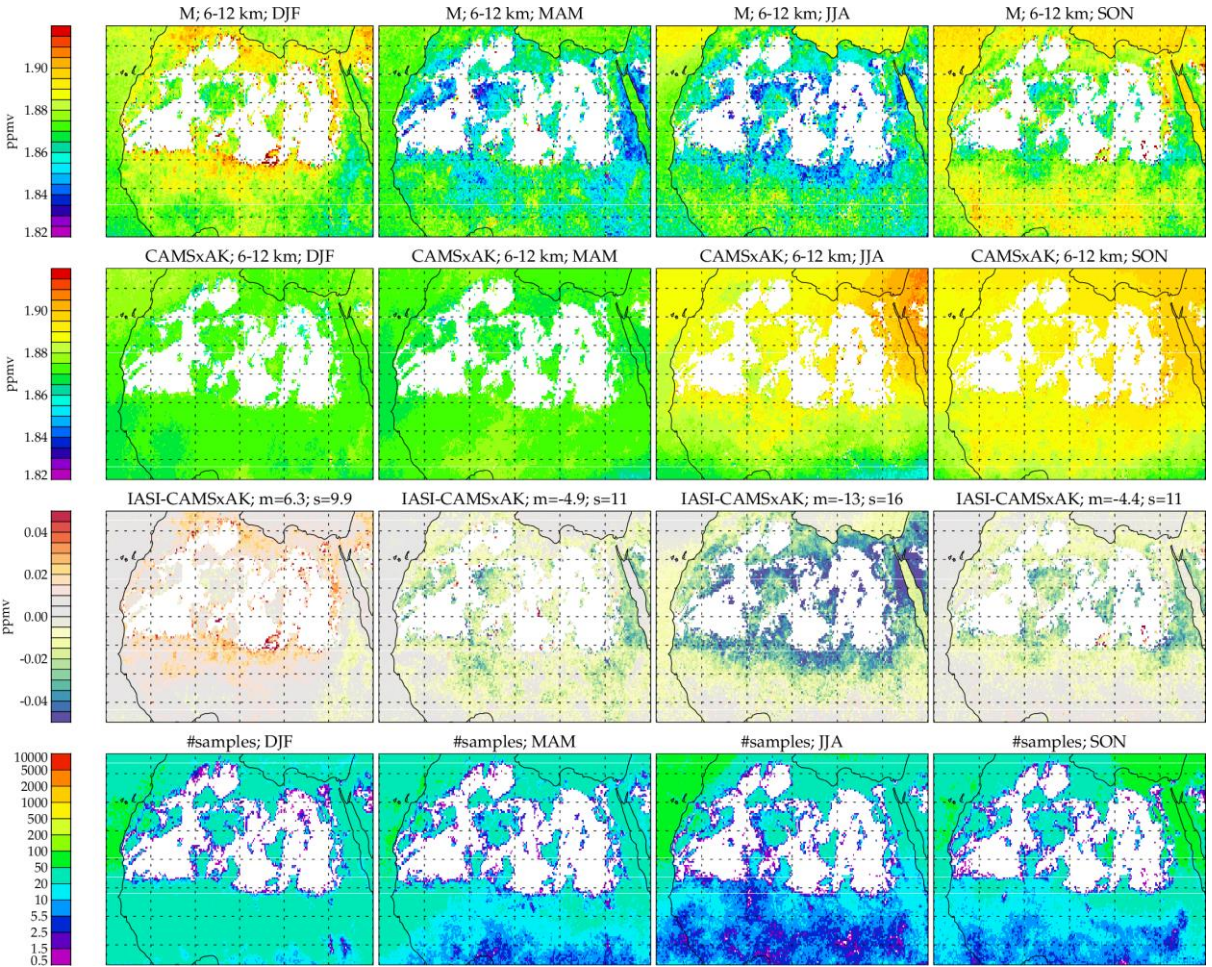 M; 6-12 km; DJF
M; 6-12 km; MAM
M; 6-12 km; JJA
M; 6-12 km; SON
ppmv
1.90
1.88
1.86
1.84
1.82
CAMSxAK; 6-12 km; DJF
CAMSxAK; 6-12 km; MAM
CAMSxAK; 6-12 km; JJA
CAMSxAK; 6-12 km; SON
ppmv
1.90
1.88
1.86
1.84
1.82
IASI-CAMSxAK; m=6.3; s=9.9
IASI-CAMSxAK; m=-4.9; s=11
IASI-CAMSxAK; m=-13; s=16
IASI-CAMSxAK; m=-4.4; s=11
ppmv
0.04
0.02
0.00
-0.02
-0.04
#samples; DJF
#samples; MAM
#samples; JJA
#samples; SON
10000
5000
2000
1000
500
200
100
50
20
10
5.5
2.5
1.5
0.5